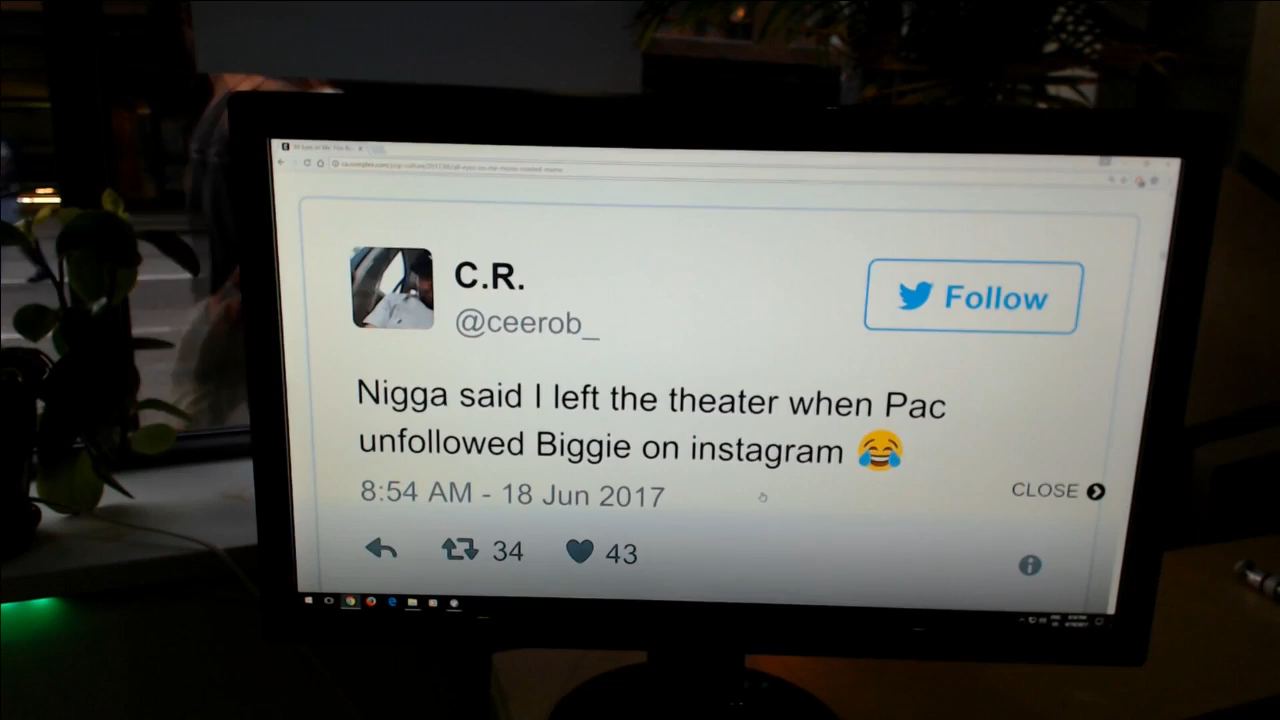 C.R.
@ceerob_
Follow
Nigga said I left the theater when Pac
unfollowed Biggie on instagram 😂
8:54 AM - 18 Jun 2017
CLOSE
34
43